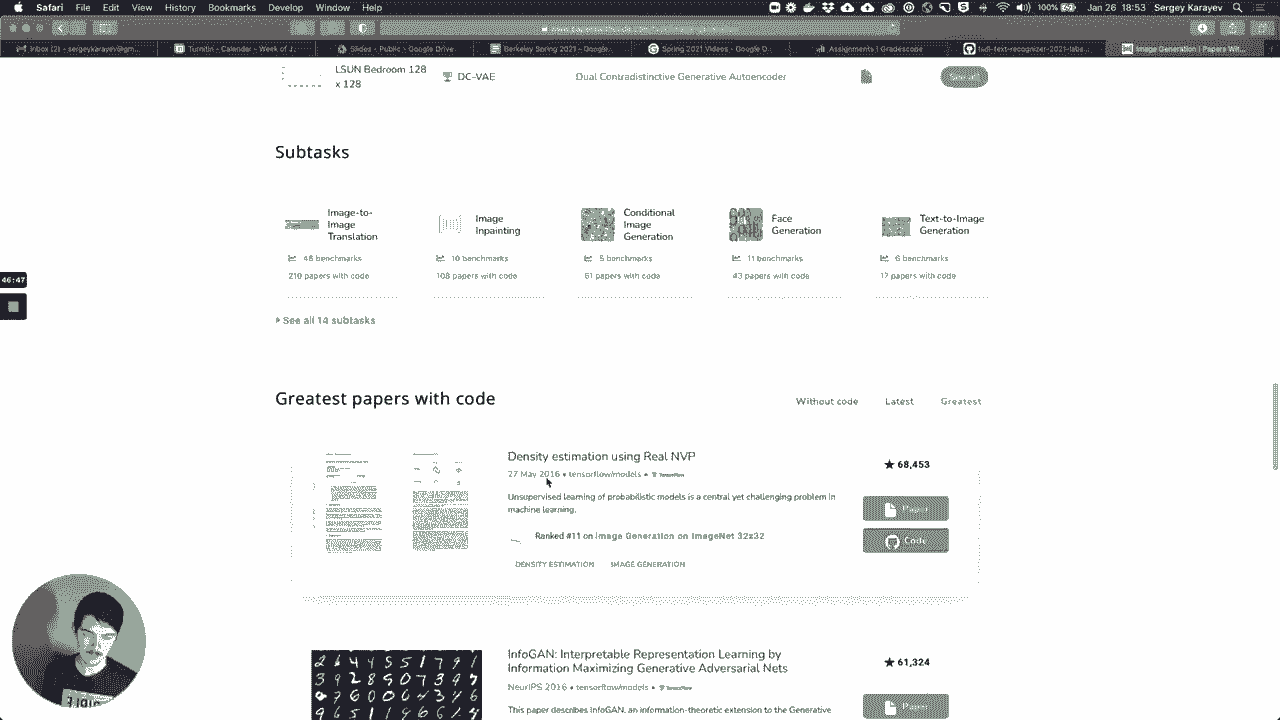 Safari File Edit View History Bookmarks Develop Window Help 100% Jan 26 18:53 Sergey Karayev
Inbox (2) - sergeykarayev@gm...
Turnitin - Calendar - Week of J...
Slides - Public - Google Drive
Berkeley Spring 2021 - Google...
Spring 2021 Videos - Google D...
Assignments | Gradescope
fsdl-text-recognizer-2021-labs...
Image Generation | Papers Wit...
LSUN Bedroom 128
x 128
DC-VAE
Dual Contradistinctive Generative Autoencoder
See all
Subtasks
Image-to-
Image
Translation
48 benchmarks
210 papers with code
Image
Inpainting
10 benchmarks
108 papers with code
Conditional
Image
Generation
5 benchmarks
61 papers with code
Face
Generation
11 benchmarks
43 papers with code
Text-to-Image
Generation
6 benchmarks
17 papers with code
46:47
See all 14 subtasks
Greatest papers with code
Without code Latest Greatest
Density estimation using Real NVP
27 May 2016 • tensorflow/models • TensorFlow
Unsupervised learning of probabilistic models is a central yet challenging problem in
machine learning.
Ranked #11 on Image Generation on ImageNet 32x32
DENSITY ESTIMATION IMAGE GENERATION
★ 68,453
Paper
Code
InfoGAN: Interpretable Representation Learning by
Information Maximizing Generative Adversarial Nets
NeurIPS 2016 • tensorflow/models • TensorFlow
This paper describes InfoGAN, an information-theoretic extension to the Generative
★ 61,324
Paper